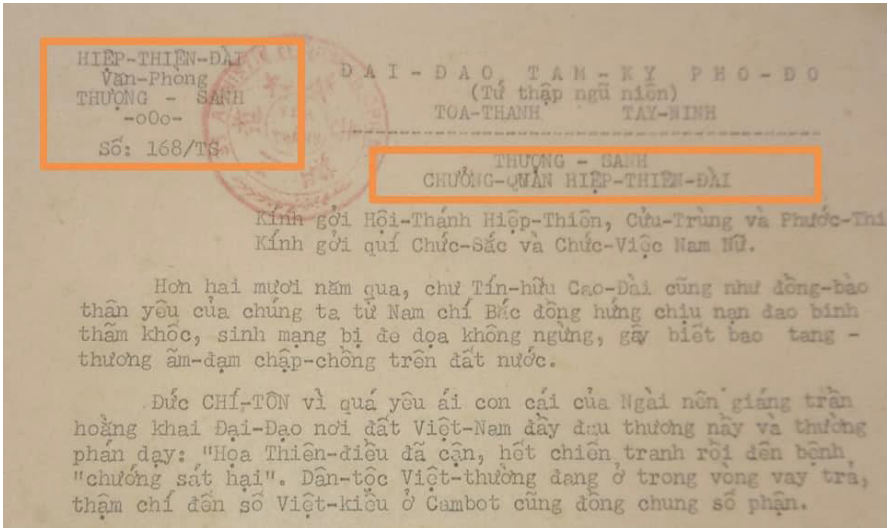 HIỆP-THIÊN-ĐÀI
Văn-Phòng
THƯỢNG - SANH
-oOo-
Số: 168/TS
ĐẠI-ĐẠO TAM-KỲ PHỔ-ĐỘ
(Tứ thập ngũ niên)
TOA-THANH TAY-NINH
THƯỢNG - SANH
CHƯỞNG-QUẢN HIỆP-THIÊN-ĐÀI
Kính gởi Hội-Thánh Hiệp-Thiên, Cửu-Trùng và Phước-Thi
Kính gởi quí Chức-Sắc và Chức-Việc Nam Nữ.
Hơn hai mươi năm qua, chư Tín-hữu Cao-Đài cũng như đồng-bào
thân yêu của chúng ta từ Nam chí Bắc đồng hứng chịu nạn đao binh
thảm khốc, sinh mạng bị đe dọa không ngừng, gây biết bao tang -
thương ãm-đạm chập-chồng trên đất nước.
Đức CHÍ-TÔN vì quá yêu ái con cái của Ngài nên giáng trần
hoằng khai Đại-Đạo nơi đất Việt-Nam đầy đau thương nầy và thường
phán dạy: "Họa Thiên-điều đã cận, hết chiến tranh rồi đến bệnh
"chướng sát hại". Dân-tộc Việt-thường đang ở trong vòng vay trả,
thậm chí đến số Việt-kiều ở Cambot cũng đồng chung số phận.